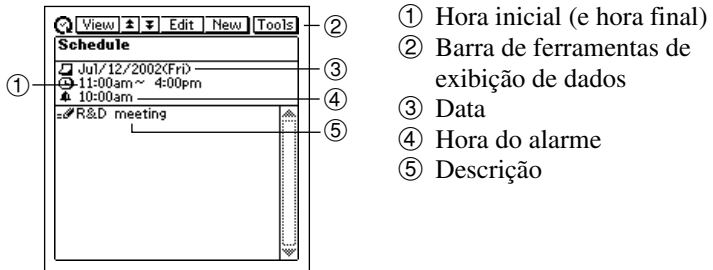 View Edit New Tools
Schedule
Jul/12/2002(Fri)
11:00am~ 4:00pm
10:00am
R&D meeting
①
②
③
④
⑤
① Hora inicial (e hora final)
② Barra de ferramentas de
exibição de dados
③ Data
④ Hora do alarme
⑤ Descrição